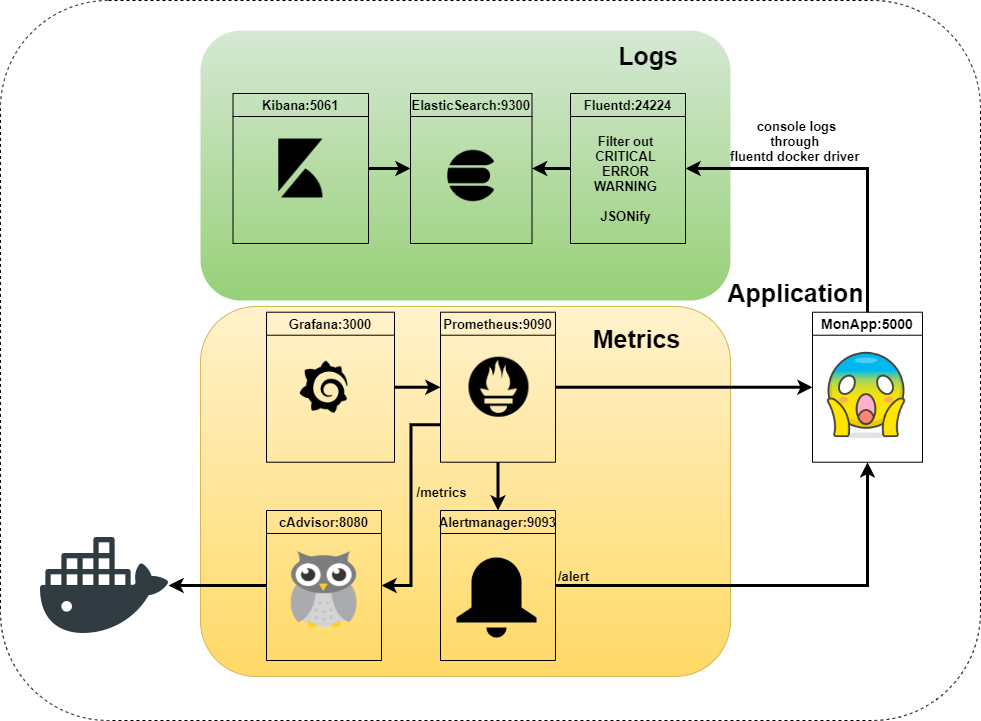 Logs
Kibana:5061
ElasticSearch:9300
Fluentd:24224
Filter out
CRITICAL
ERROR
WARNING
JSONify
console logs
through
fluentd docker driver
Application
MonApp:5000
Metrics
Grafana:3000
Prometheus:9090
/metrics
cAdvisor:8080
Alertmanager:9093
/alert